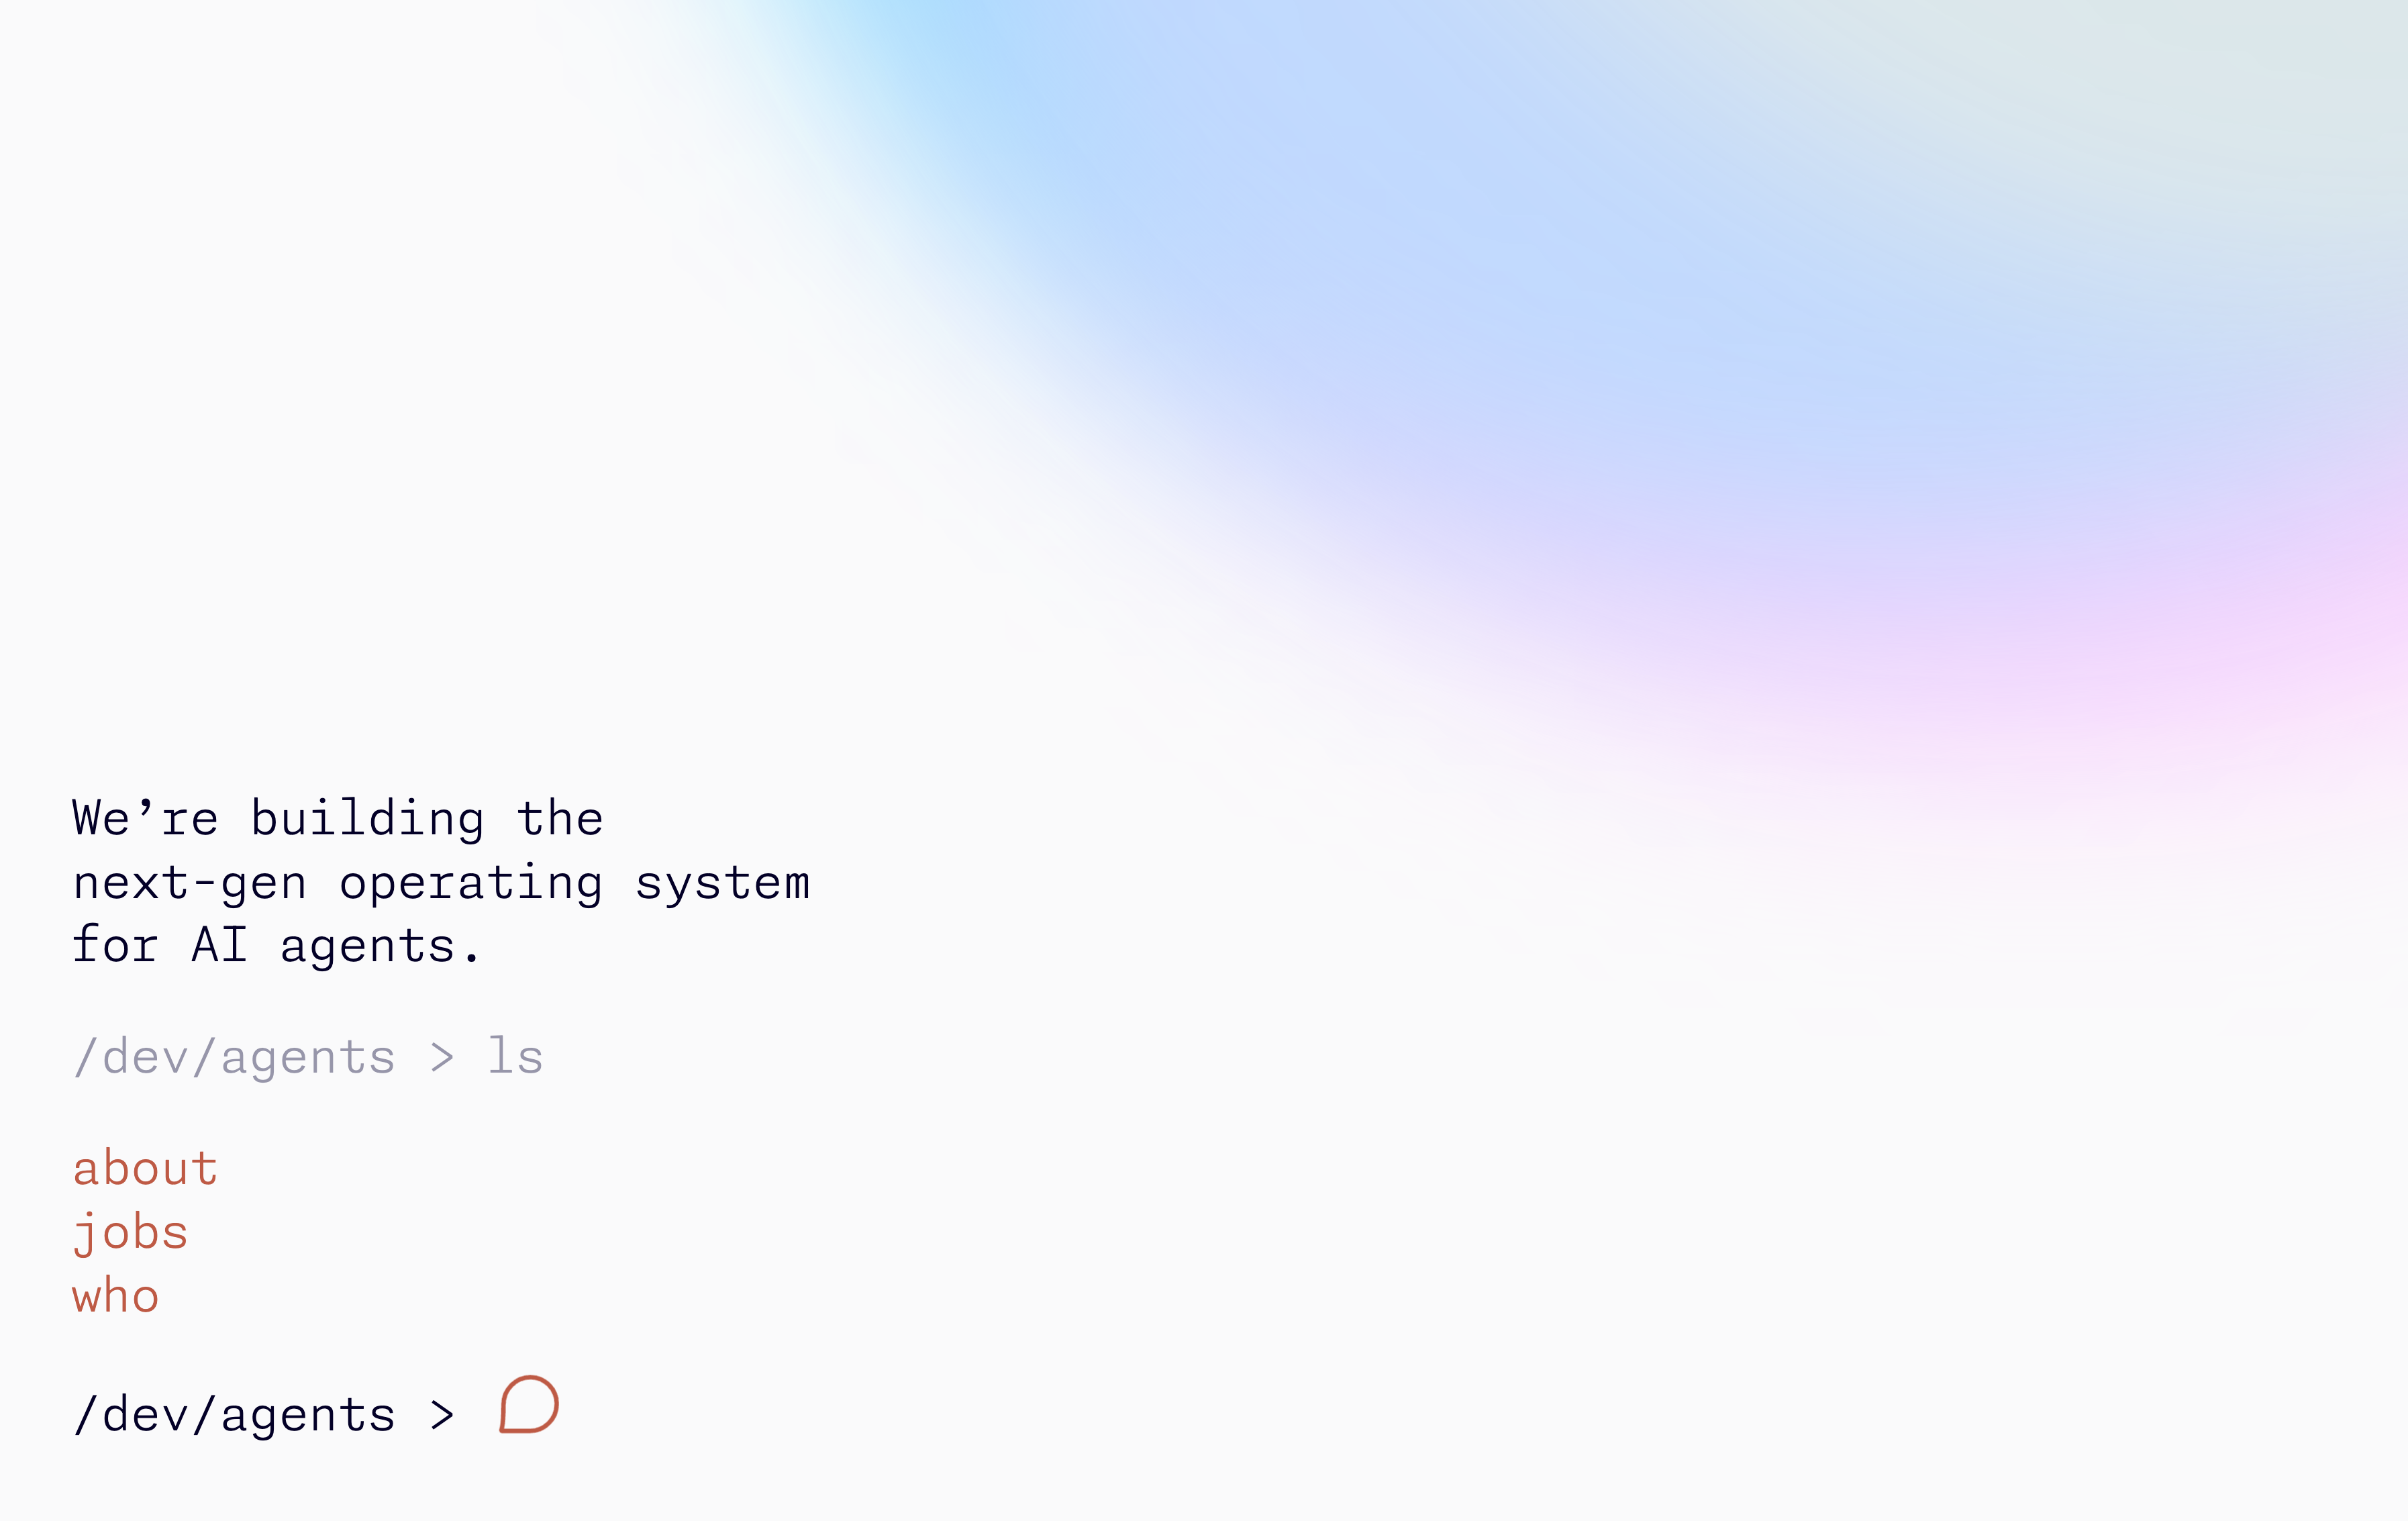 We’re building the
next-gen operating system
for AI agents.
/dev/agents > ls
about
jobs
who
/dev/agents >